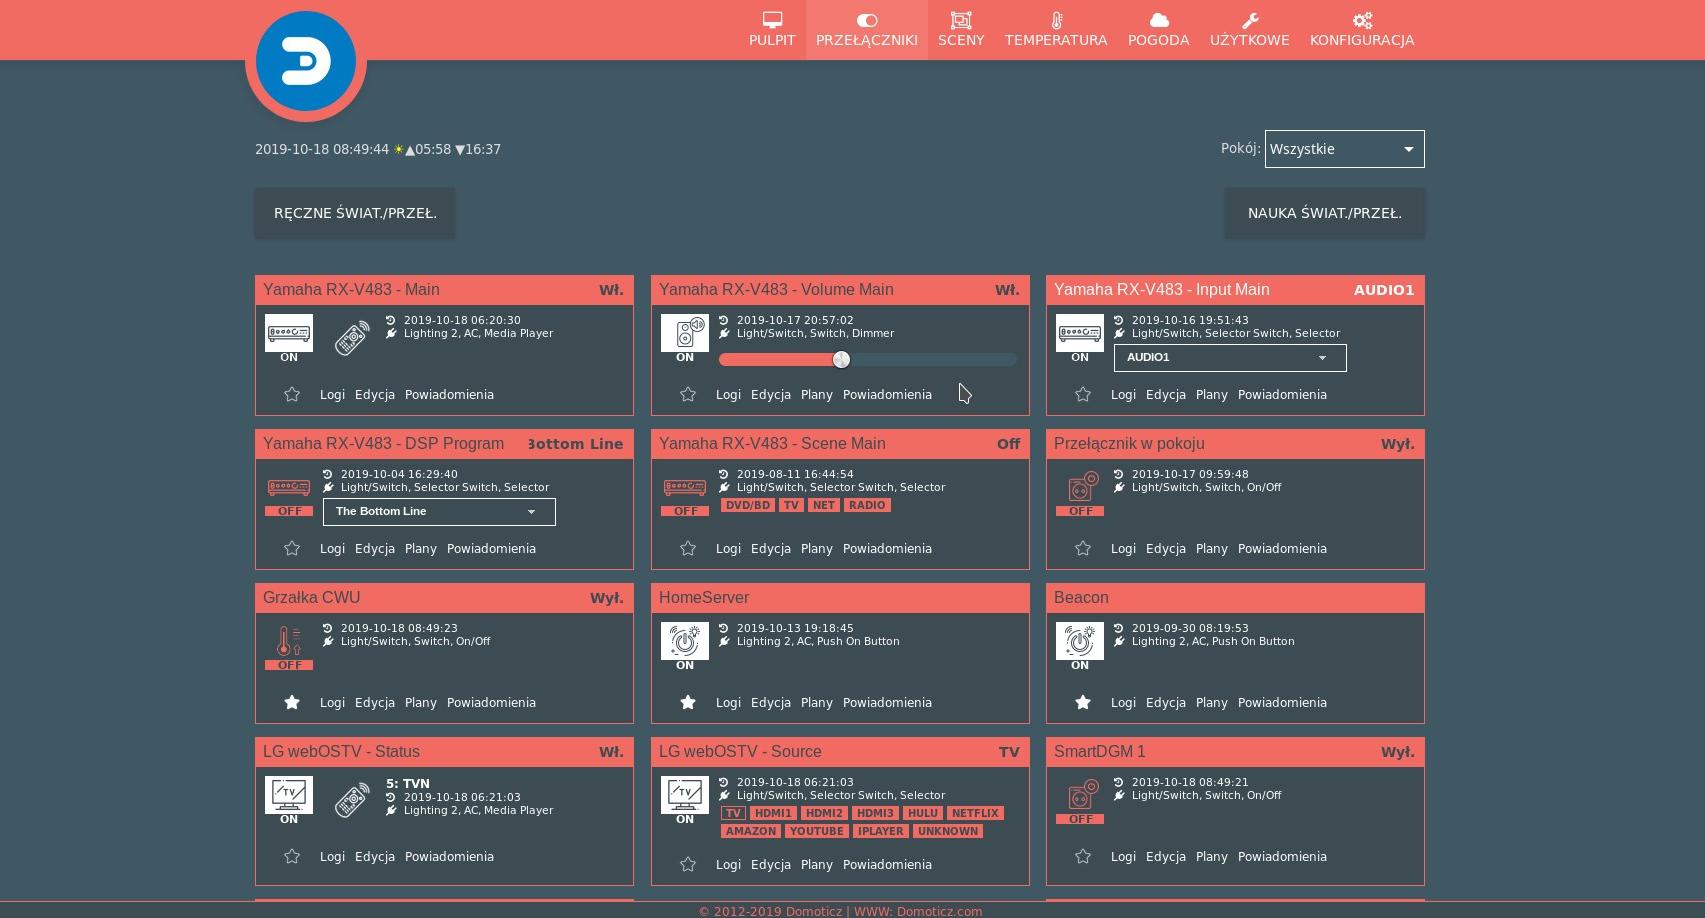 PULPIT PRZEŁĄCZNIKI SCENY TEMPERATURA POGODA UŻYTKOWE KONFIGURACJA
2019-10-18 08:49:44 ☀▲05:58 ▼16:37
Pokój: Wszystkie
RĘCZNE ŚWIAT./PRZEŁ.
NAUKA ŚWIAT./PRZEŁ.
Yamaha RX-V483 - Main Wł.
2019-10-18 06:20:30
Lighting 2, AC, Media Player
ON
Logi Edycja Powiadomienia
Yamaha RX-V483 - Volume Main Wł.
2019-10-17 20:57:02
Light/Switch, Switch, Dimmer
ON
Logi Edycja Plany Powiadomienia
Yamaha RX-V483 - Input Main AUDIO1
2019-10-16 19:51:43
Light/Switch, Selector Switch, Selector
ON
AUDIO1
Logi Edycja Plany Powiadomienia
Yamaha RX-V483 - DSP Program Bottom Line
2019-10-04 16:29:40
Light/Switch, Selector Switch, Selector
OFF
The Bottom Line
Logi Edycja Plany Powiadomienia
Yamaha RX-V483 - Scene Main Off
2019-08-11 16:44:54
Light/Switch, Selector Switch, Selector
DVD/BD TV NET RADIO
OFF
Logi Edycja Plany Powiadomienia
Przełącznik w pokoju Wył.
2019-10-17 09:59:48
Light/Switch, Switch, On/Off
OFF
Logi Edycja Plany Powiadomienia
Grzałka CWU Wył.
2019-10-18 08:49:23
Light/Switch, Switch, On/Off
OFF
Logi Edycja Plany Powiadomienia
HomeServer
2019-10-13 19:18:45
Lighting 2, AC, Push On Button
ON
Logi Edycja Plany Powiadomienia
Beacon
2019-09-30 08:19:53
Lighting 2, AC, Push On Button
ON
Logi Edycja Plany Powiadomienia
LG webOSTV - Status Wł.
5: TVN
2019-10-18 06:21:03
Lighting 2, AC, Media Player
TV
ON
Logi Edycja Powiadomienia
LG webOSTV - Source TV
2019-10-18 06:21:03
Light/Switch, Selector Switch, Selector
TV
TV HDMI1 HDMI2 HDMI3 HULU NETFLIX
ON
AMAZON YOUTUBE IPLAYER UNKNOWN
Logi Edycja Plany Powiadomienia
SmartDGM 1 Wył.
2019-10-18 08:49:21
Light/Switch, Switch, On/Off
OFF
Logi Edycja Plany Powiadomienia
© 2012-2019 Domoticz | WWW: Domoticz.com